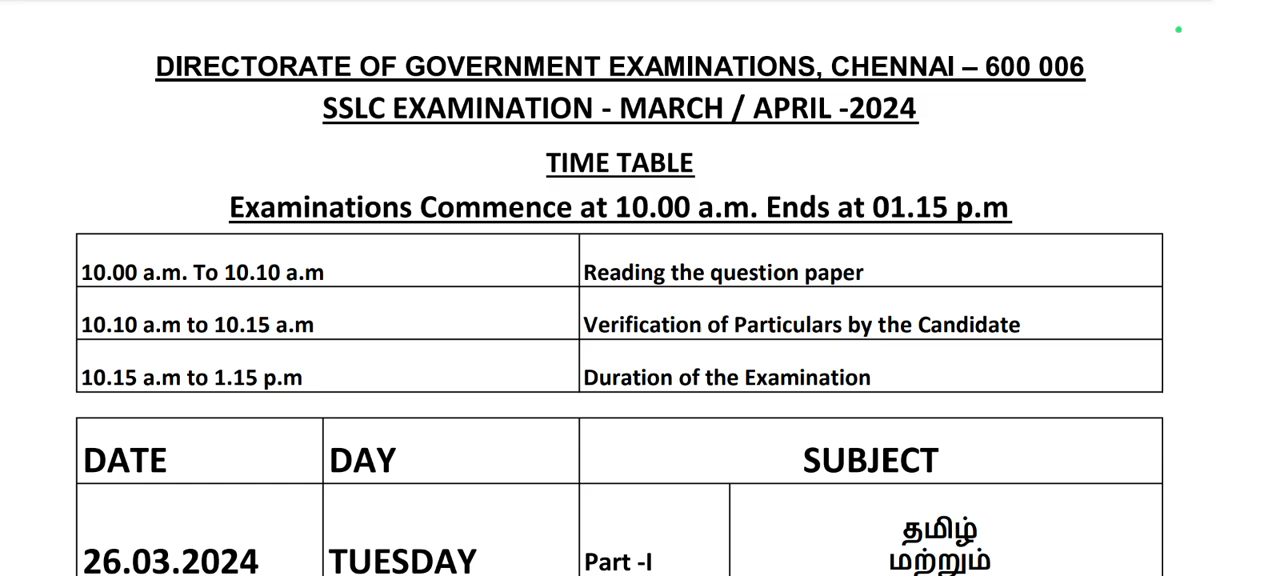 DIRECTORATE OF GOVERNMENT EXAMINATIONS, CHENNAI – 600 006
SSLC EXAMINATION - MARCH / APRIL -2024
TIME TABLE
Examinations Commence at 10.00 a.m. Ends at 01.15 p.m
10.00 a.m. To 10.10 a.m Reading the question paper
10.10 a.m to 10.15 a.m Verification of Particulars by the Candidate
10.15 a.m to 1.15 p.m Duration of the Examination
DATE DAY SUBJECT
தமிழ்
26.03.2024 TUESDAY Part -I மற்றும்